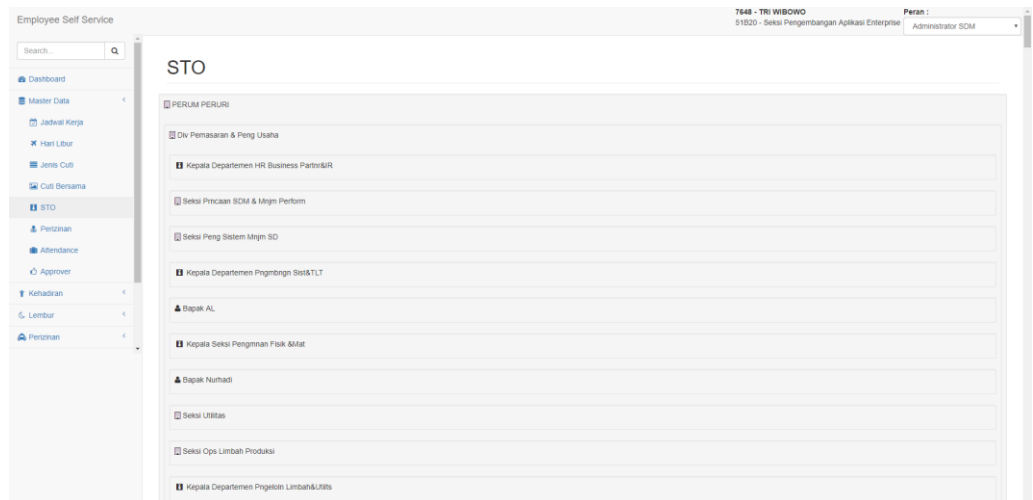 Employee Self Service
7648 - TRI WIBOWO
51B20 - Seksi Pengembangan Aplikasi Enterprise
Peran :
Administrator SDM
Search...
Dashboard
Master Data
Jadwal Kerja
Hari Libur
Jenis Cuti
Cuti Bersama
STO
Perizinan
Attendance
Approver
Kehadiran
Lembur
Perizinan
STO
PERUM PERURI
Div Pemasaran & Peng Usaha
Kepala Departemen HR Business Partnr&IR
Seksi Prncaan SDM & Mnjm Perform
Seksi Peng Sistem Mnjm SD
Kepala Departemen Pngmbngn Sist&TLT
Bapak AL
Kepala Seksi Pengmnan Fisik &Mat
Bapak Nurhadi
Seksi Utilitas
Seksi Ops Limbah Produksi
Kepala Departemen Pngeloln Limbah&Utilts